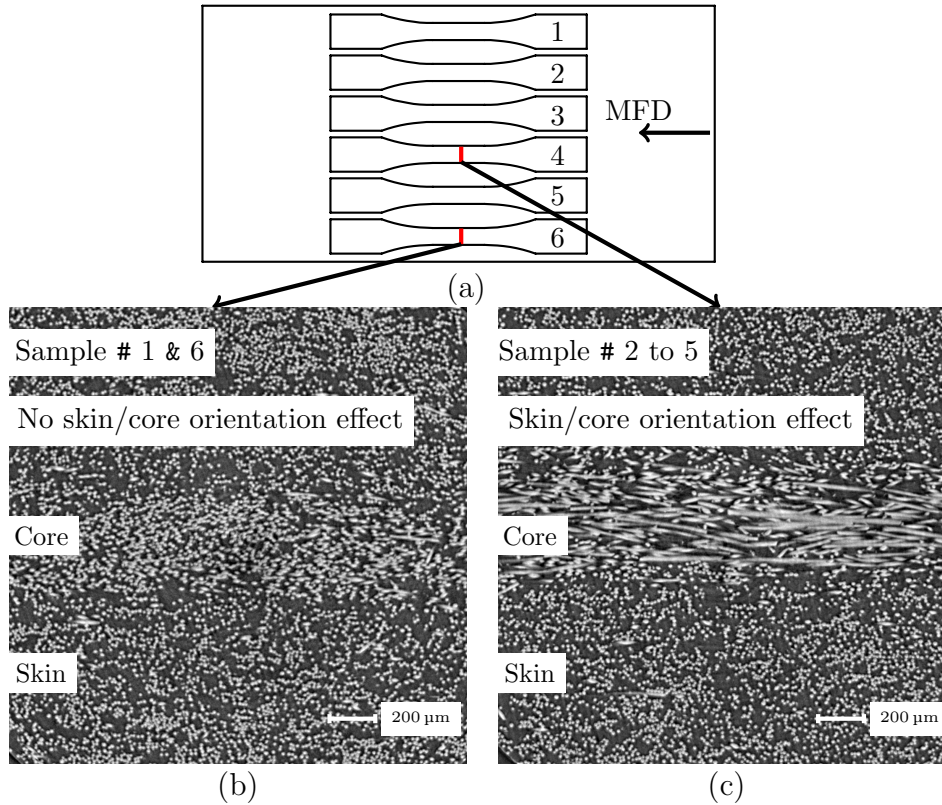 1
2
3
MFD
4
5
6
(a)
Sample # 1 & 6
No skin/core orientation effect
Core
Skin
200 µm
(b)
Sample # 2 to 5
Skin/core orientation effect
Core
Skin
200 µm
(c)